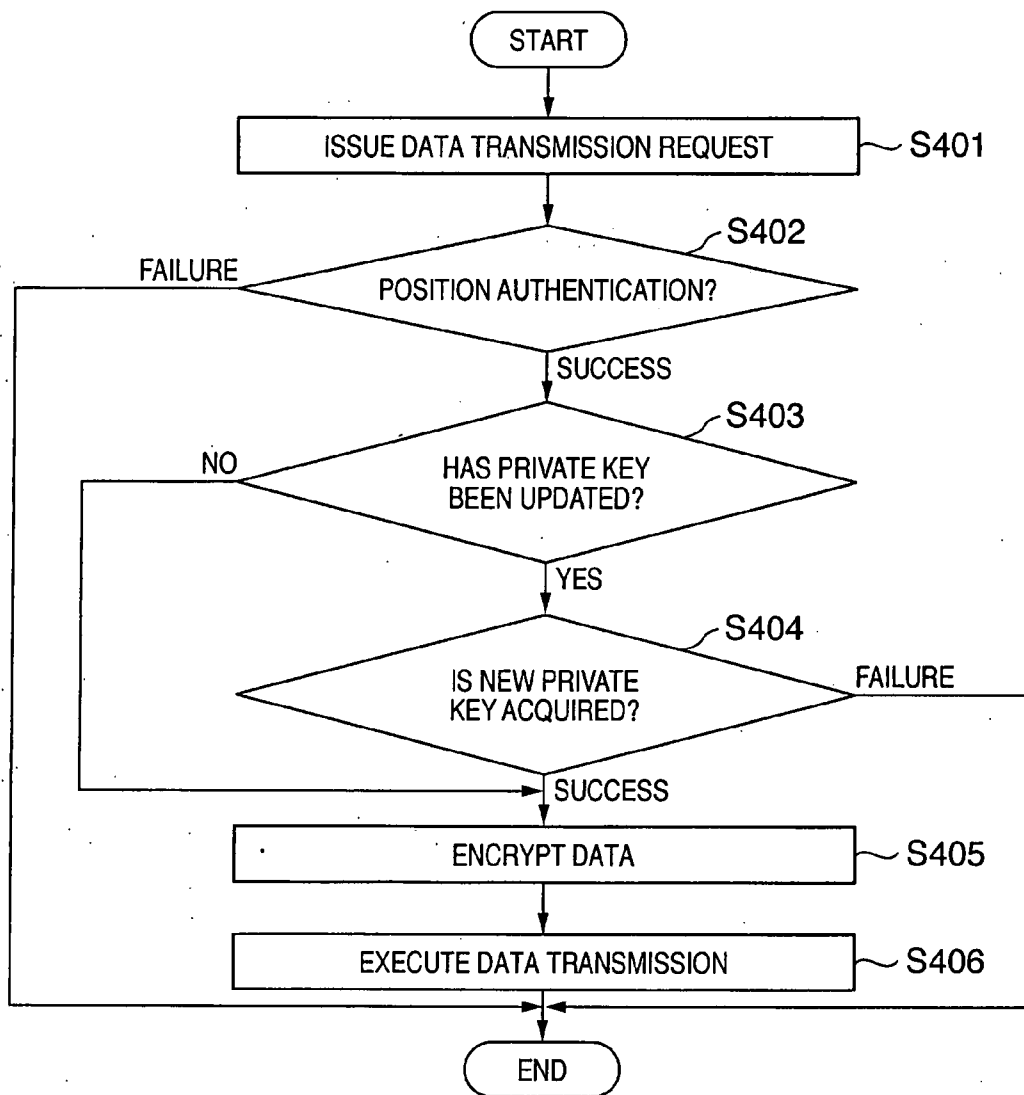 START
ISSUE DATA TRANSMISSION REQUEST
S401
S402
FAILURE
POSITION AUTHENTICATION?
SUCCESS
S403
NO
HAS PRIVATE KEY
BEEN UPDATED?
YES
S404
IS NEW PRIVATE
KEY ACQUIRED?
FAILURE
SUCCESS
ENCRYPT DATA
S405
EXECUTE DATA TRANSMISSION
S406
END